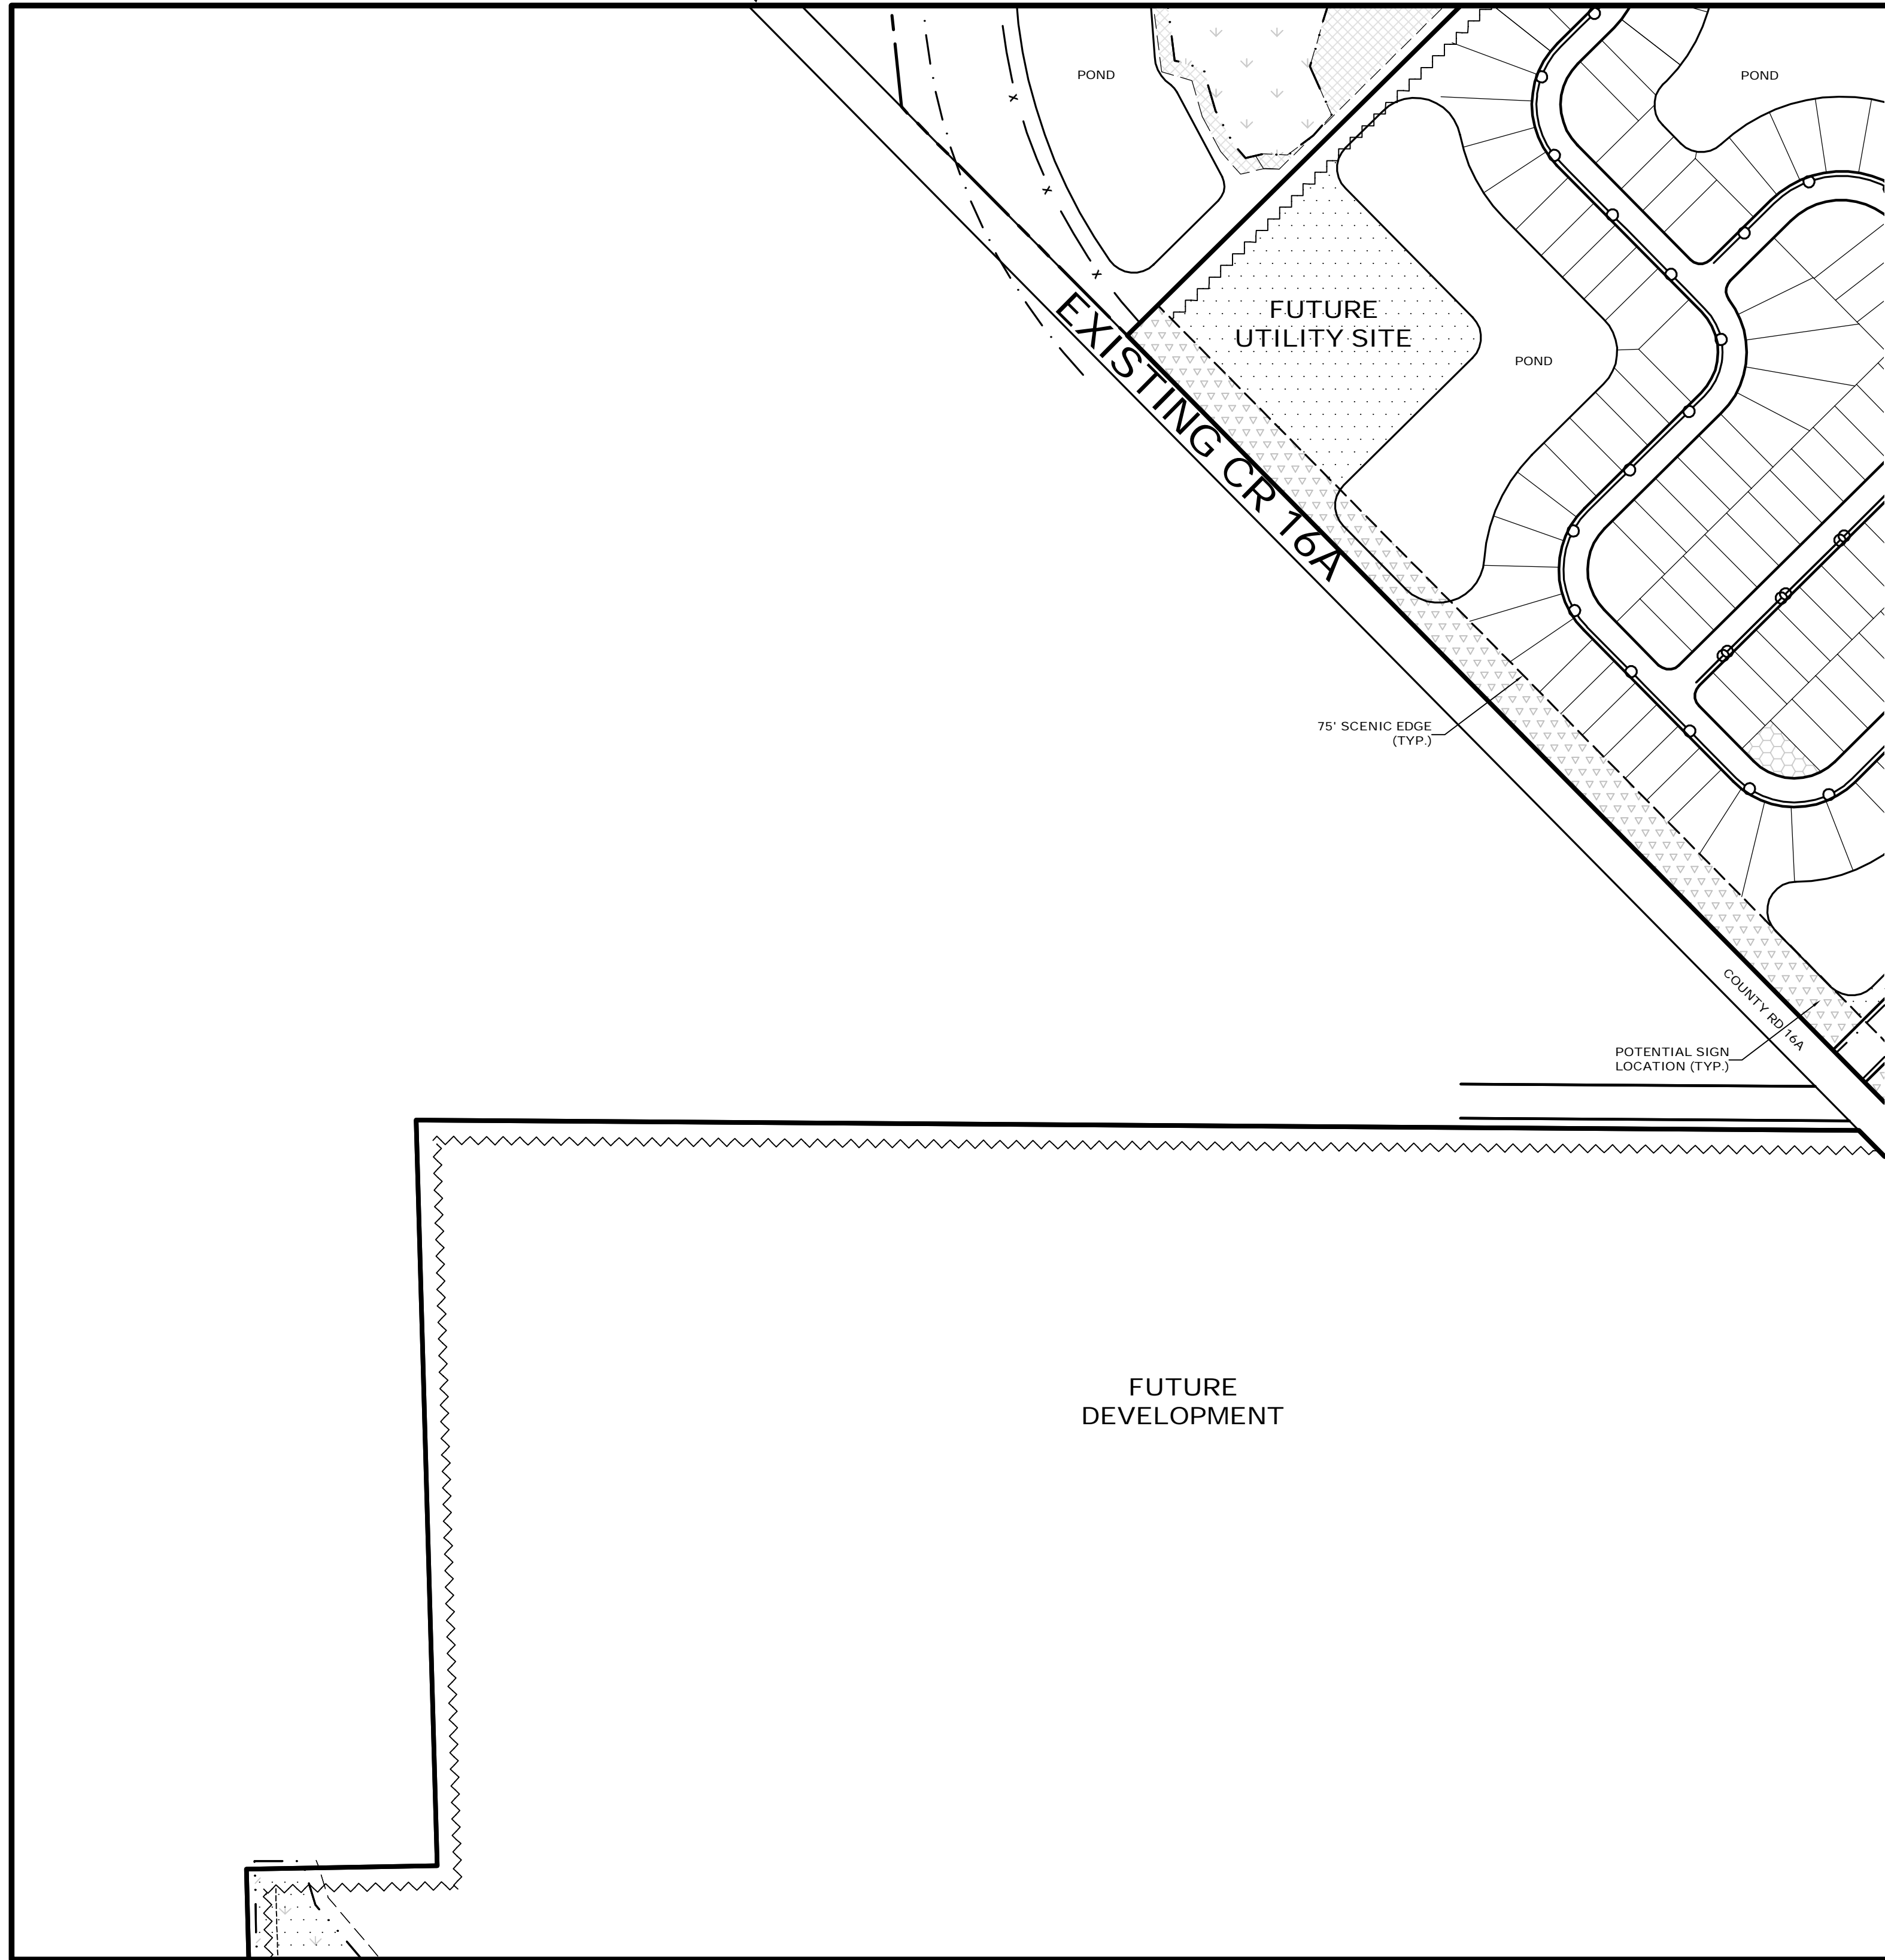 POND
POND
FUTURE
UTILITY SITE
POND
EXISTING CR 16A
75' SCENIC EDGE
(TYP.)
COUNTY RD 16A
POTENTIAL SIGN
LOCATION (TYP.)
FUTURE
DEVELOPMENT